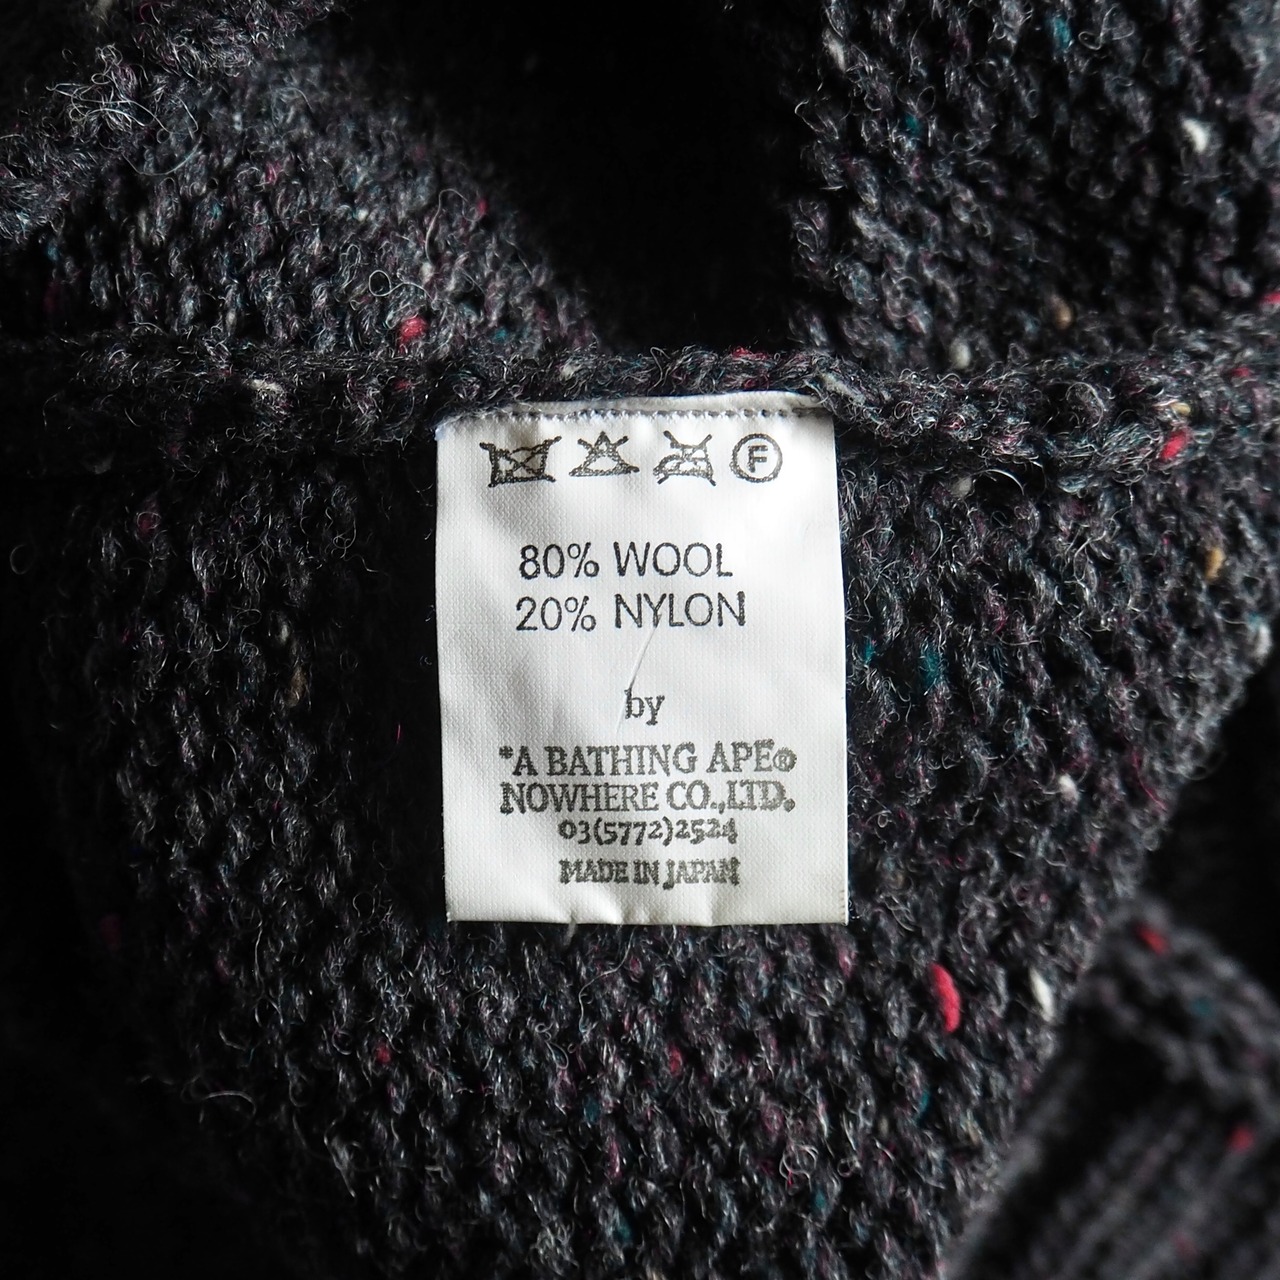 F
80% WOOL
20% NYLON
by
*A BATHING APE®
NOWHERE CO.,LTD.
03(5772)2524
MADE IN JAPAN